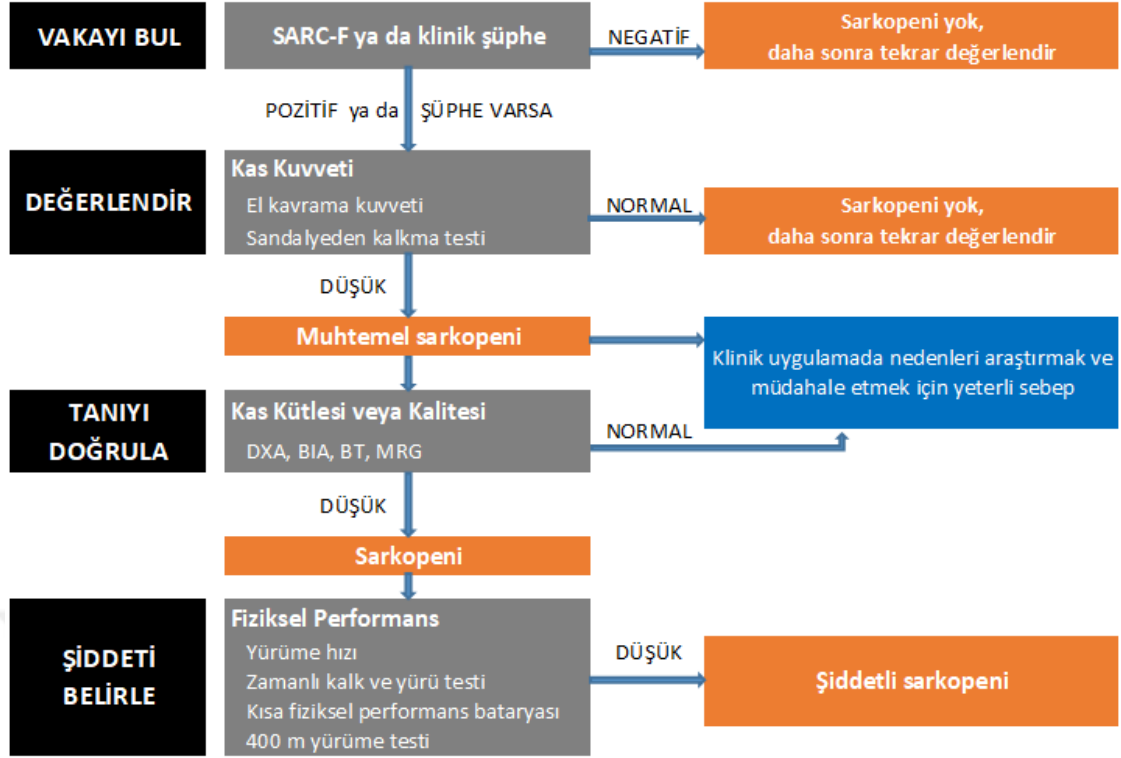 VAKAYI BUL
SARC-F ya da klinik şüphe
NEGATİF
Sarkopeni yok,
daha sonra tekrar değerlendir
POZİTİF ya da ŞÜPHE VARSA
DEĞERLENDİR
Kas Kuvveti
El kavrama kuvveti
Sandalyeden kalkma testi
NORMAL
Sarkopeni yok,
daha sonra tekrar değerlendir
DÜŞÜK
Muhtemel sarkopeni
Klinik uygulamada nedenleri araştırmak ve
müdahale etmek için yeterli sebep
TANIYI
DOĞRULA
Kas Kütlesi veya Kalitesi
DXA, BIA, BT, MRG
NORMAL
DÜŞÜK
Sarkopeni
ŞİDDETİ
BELİRLE
Fiziksel Performans
Yürüme hızı
Zamanlı kalk ve yürü testi
Kısa fiziksel performans bataryası
400 m yürüme testi
DÜŞÜK
Şiddetli sarkopeni